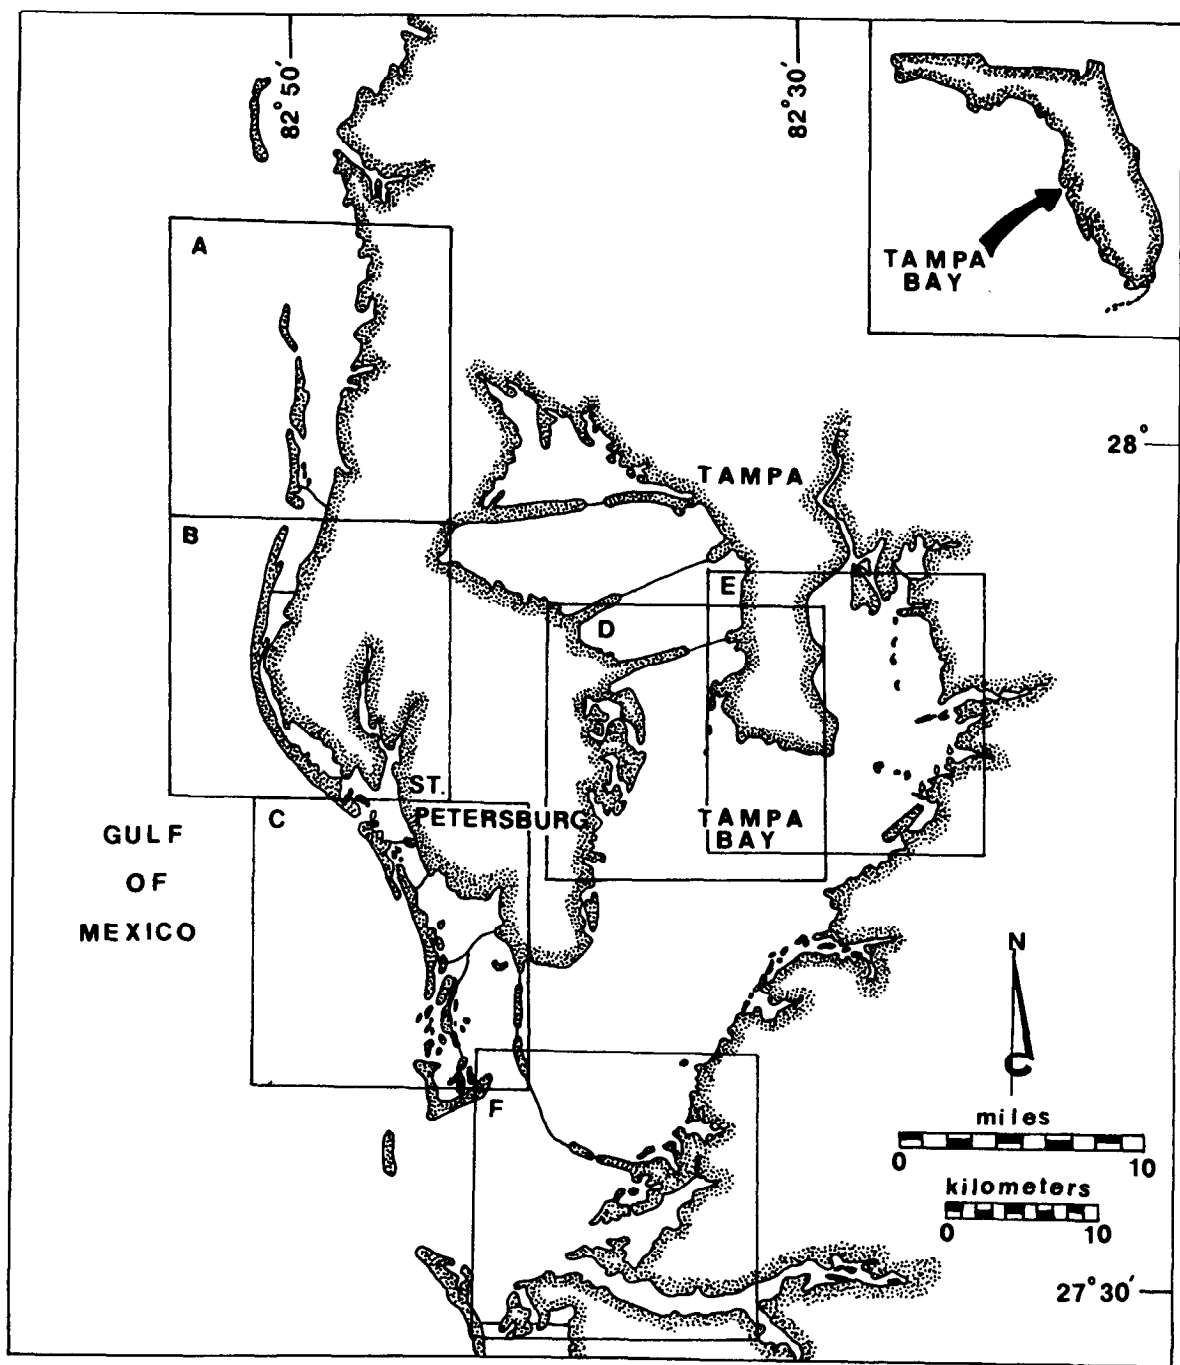 82°50'
82°30'
TAMPA
BAY
A
28°
TAMPA
B
E
D
ST.
PETERSBURG
C
TAMPA
BAY
GULF
OF
MEXICO
N
C
F
miles
0 10
kilometers
0 10
27°30'